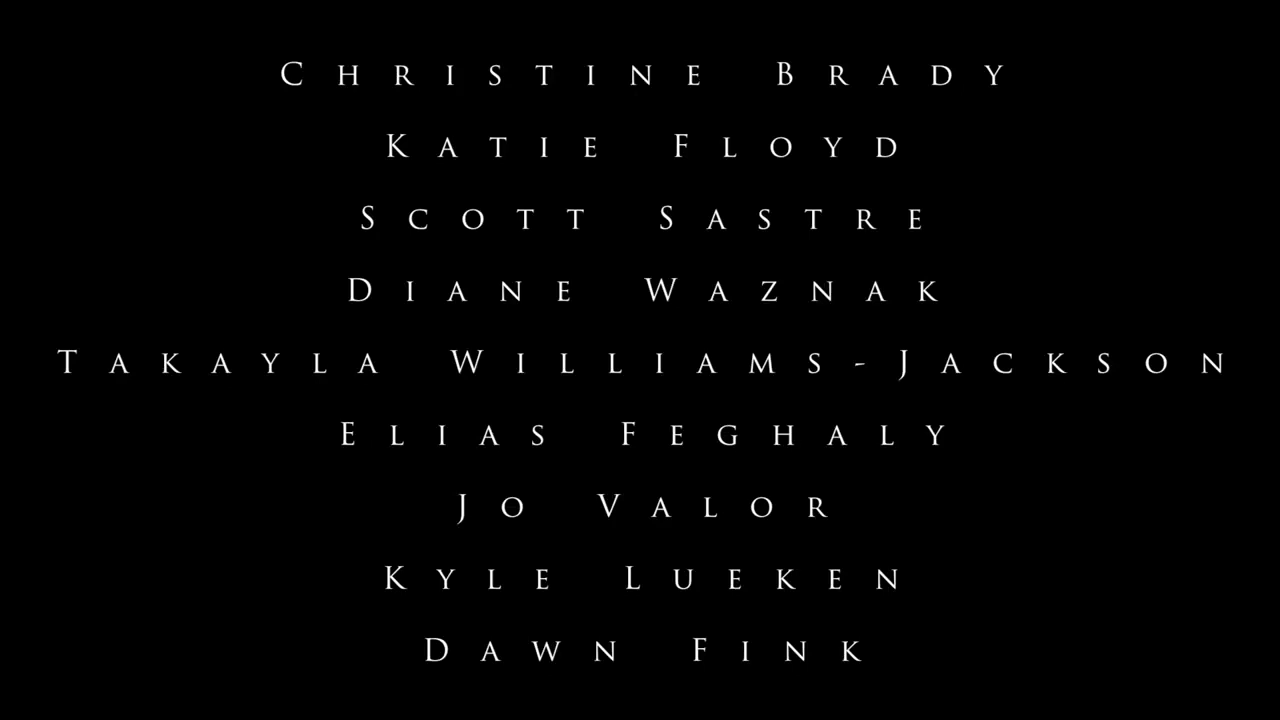 Christine Brady
Katie Floyd
Scott Sastre
Diane Waznak
Takayla Williams-Jackson
Elias Feghaly
Jo Valor
Kyle Lueken
Dawn Fink